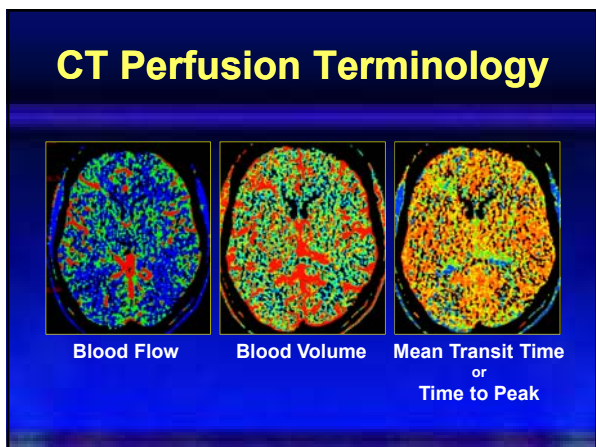 CT Perfusion Terminology
Blood Flow
Blood Volume
Mean Transit Time
or
Time to Peak